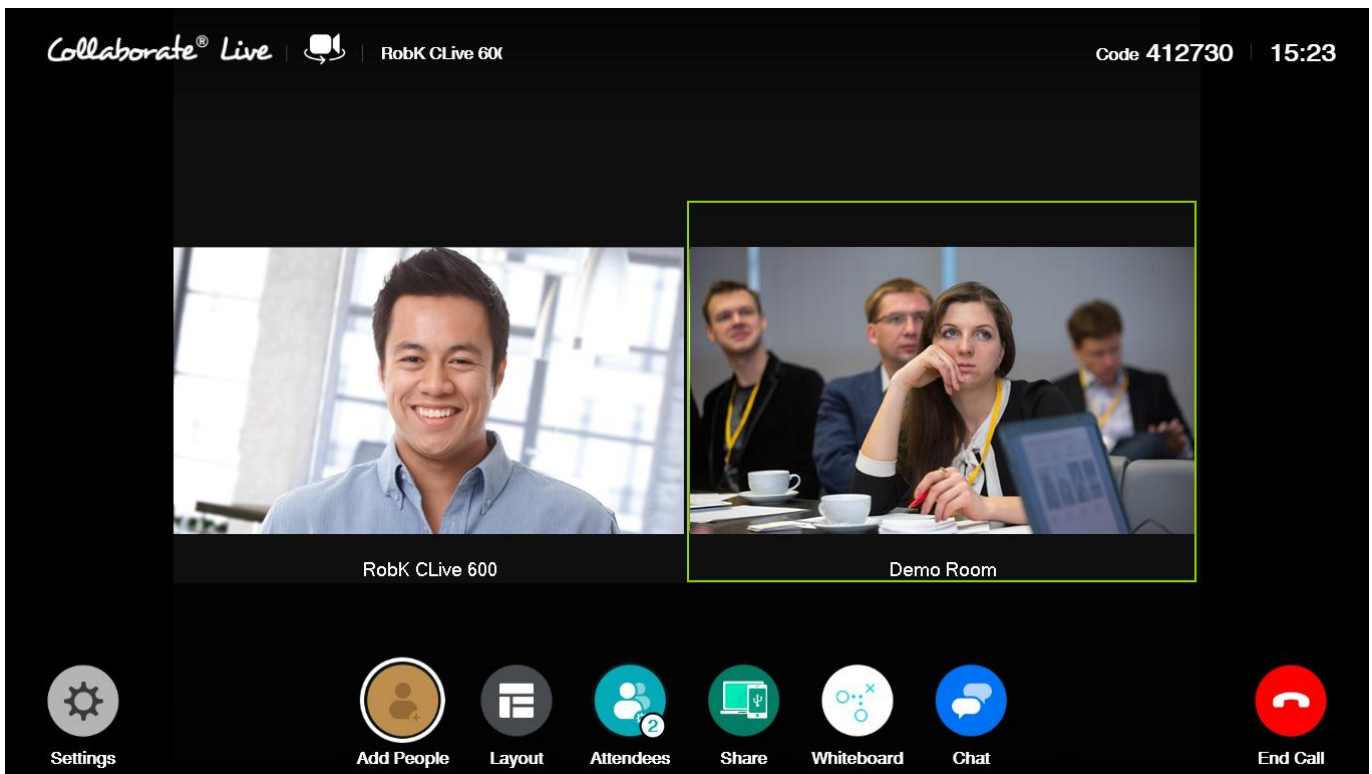 Collaborate® Live
RobK CLive 60
Code 412730
15:23
RobK CLive 600
Demo Room
2
Settings
Add People
Layout
Attendees
Share
Whiteboard
Chat
End Call